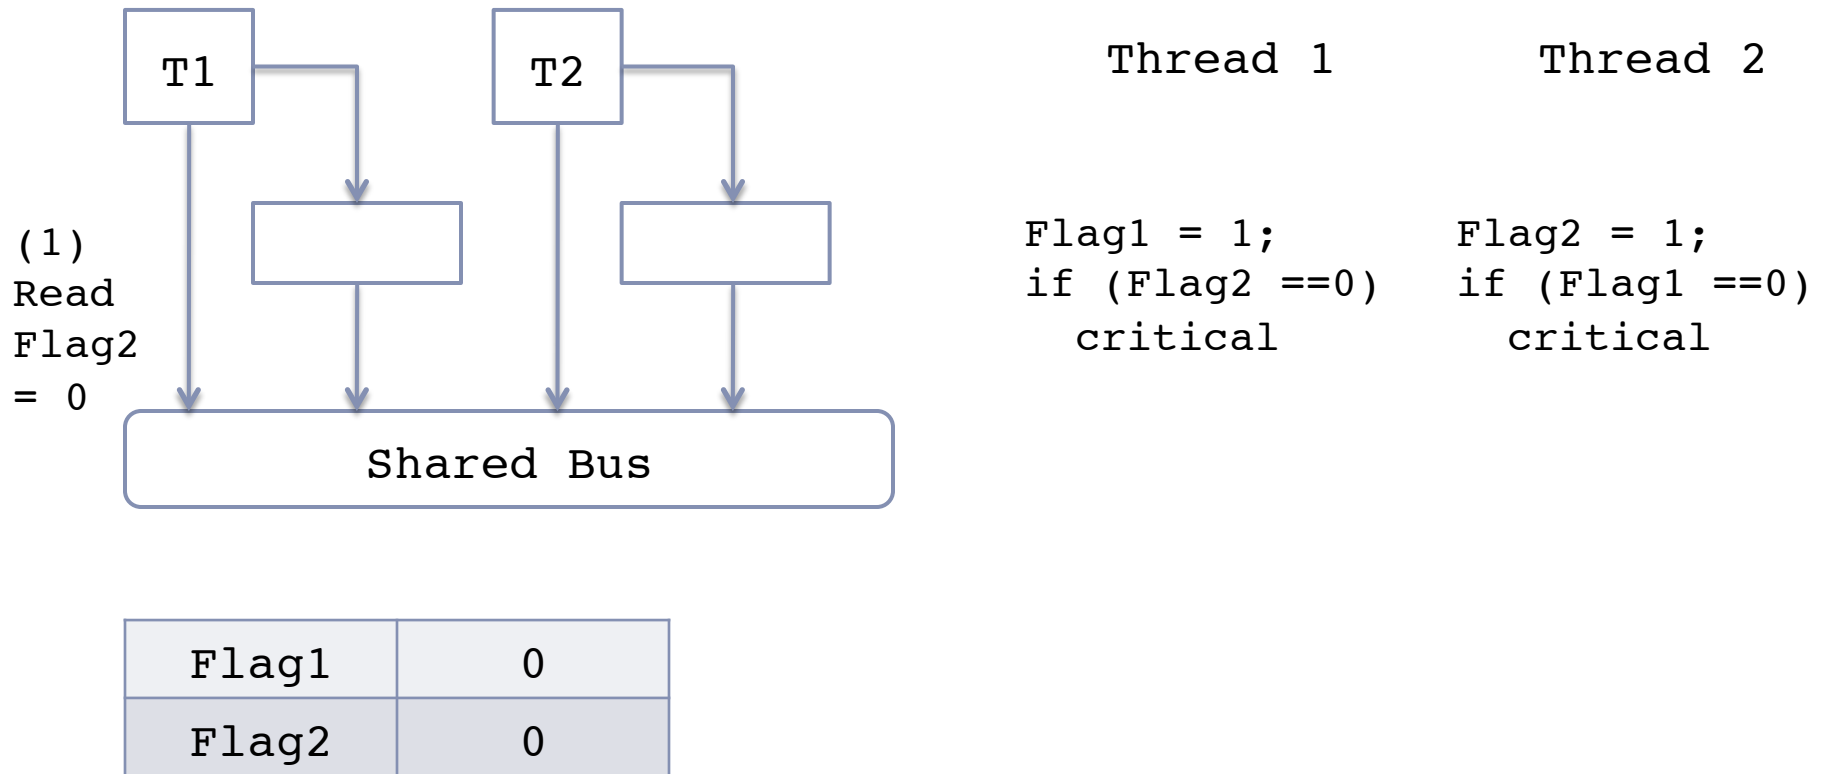 T1
T2
Thread 1
Thread 2
(1)
Read
Flag2
= 0
Flag1 = 1;
if (Flag2 ==0)
critical
Flag2 = 1;
if (Flag1 ==0)
critical
Shared Bus
Flag1 0
Flag2 0